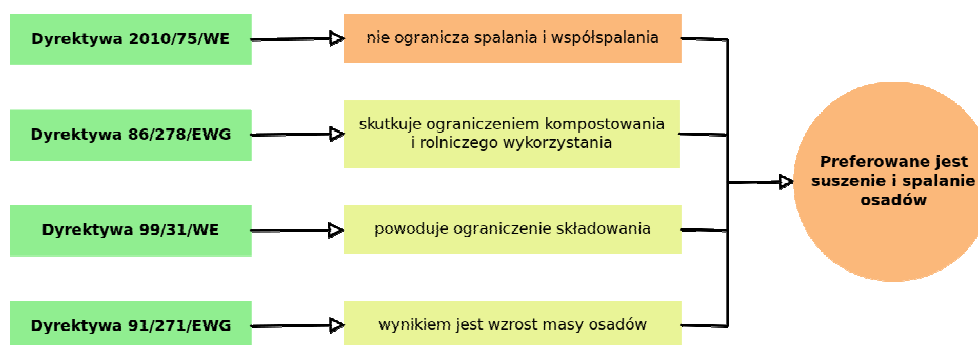 Dyrektywa 2010/75/WE
nie ogranicza spalania i współspalania
Dyrektywa 86/278/EWG
skutkuje ograniczeniem kompostowania
i rolniczego wykorzystania
Dyrektywa 99/31/WE
powoduje ograniczenie składowania
Dyrektywa 91/271/EWG
wynikiem jest wzrost masy osadów
Preferowane jest
suszenie i spalanie
osadów